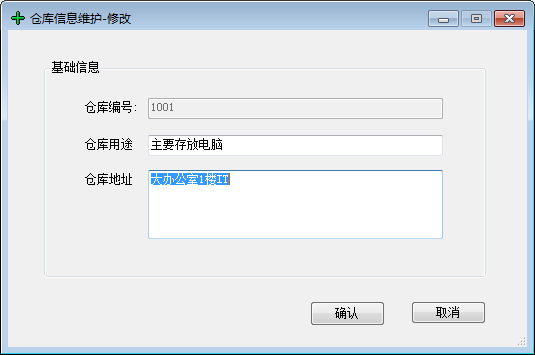 仓库信息维护-修改
基础信息
仓库编号: 1001
仓库用途 主要存放电脑
仓库地址 大办公室1楼IT
确认 取消